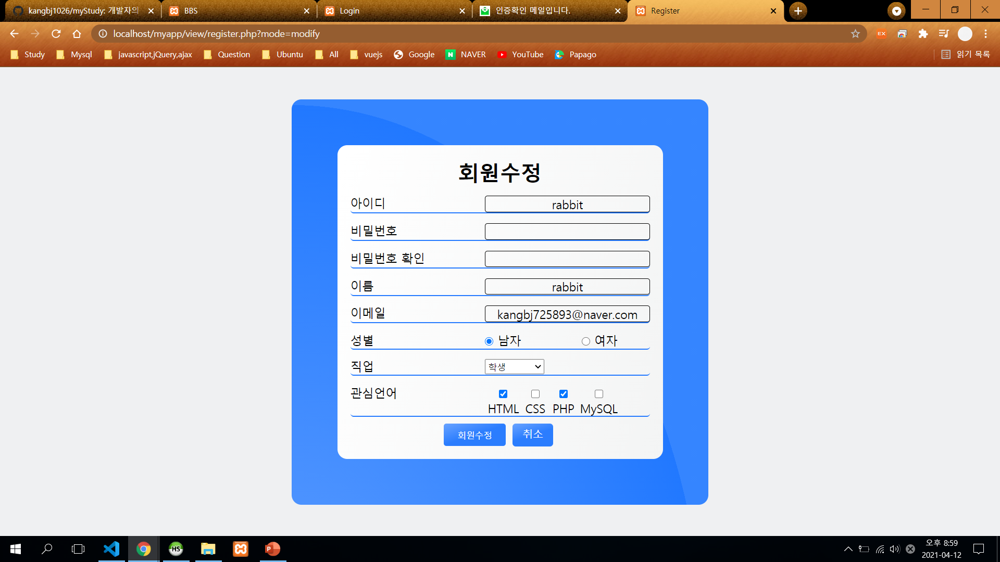 kangbj1026/myStudy: 개발자의
BBS
Login
인증확인 메일입니다.
Register
localhost/myapp/view/register.php?mode=modify
EX
Study
Mysql
javascript,jQuery,ajax
Question
Ubuntu
All
vuejs
Google
N
NAVER
YouTube
Papago
읽기 목록
회원수정
아이디
rabbit
비밀번호
비밀번호 확인
이름
rabbit
이메일
kangbj725893@naver.com
성별
남자
여자
직업
학생
관심언어
HTML CSS PHP MySQL
회원수정
취소
HS
P
오후 8:59
2021-04-12